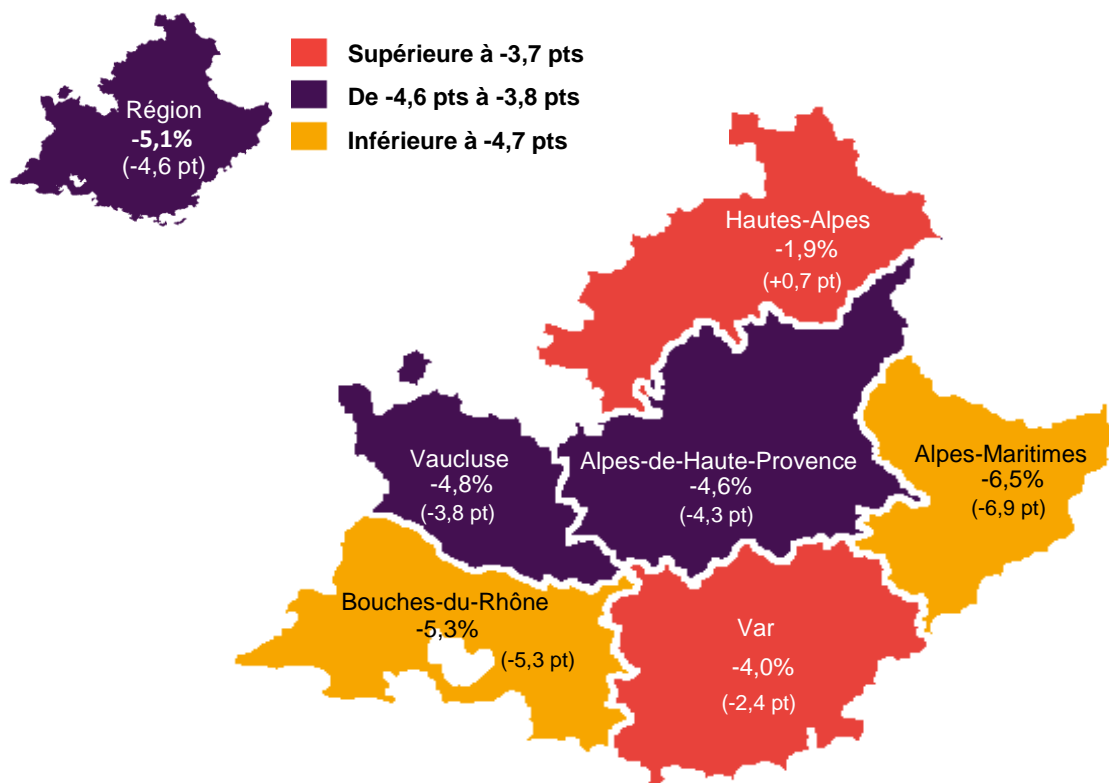 Région
-5,1%
(-4,6 pt)
Supérieure à -3,7 pts
De -4,6 pts à -3,8 pts
Inférieure à -4,7 pts
Hautes-Alpes
-1,9%
(+0,7 pt)
Vaucluse
-4,8%
(-3,8 pt)
Alpes-de-Haute-Provence
-4,6%
(-4,3 pt)
Alpes-Maritimes
-6,5%
(-6,9 pt)
Bouches-du-Rhône
-5,3%
(-5,3 pt)
Var
-4,0%
(-2,4 pt)